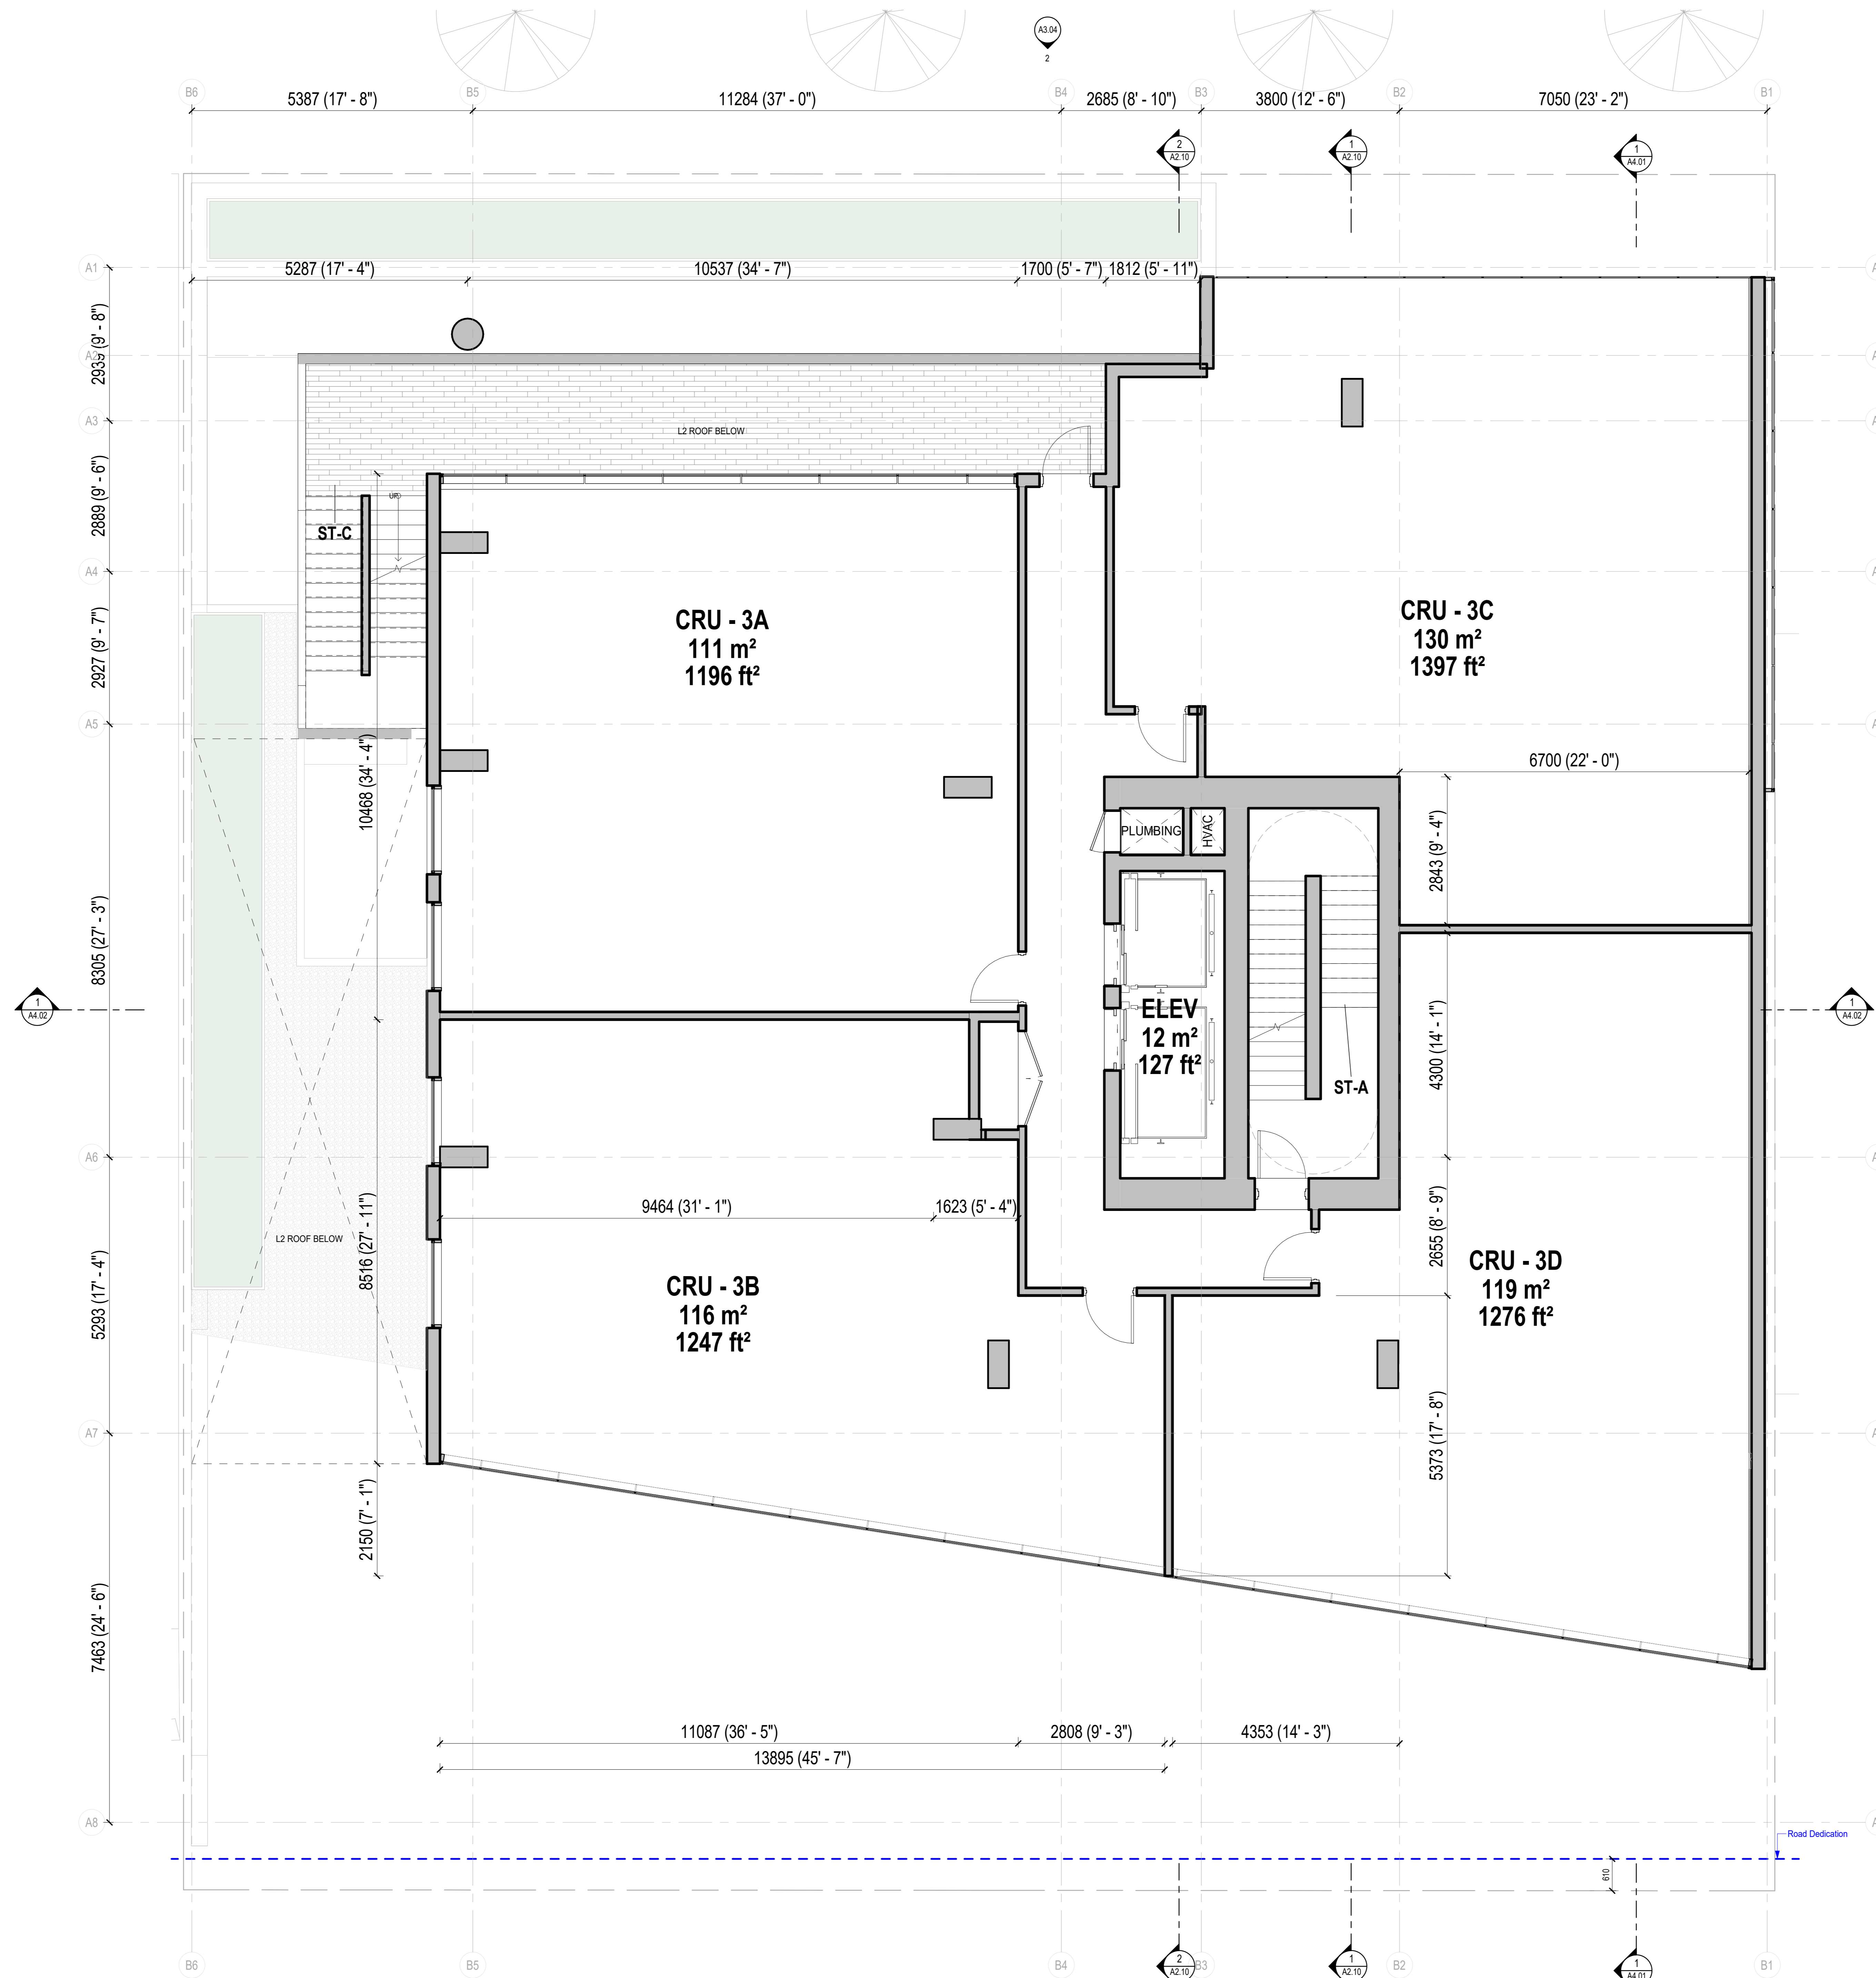 A3.04
2
B6
B5
B4
B3
B2
B1
5387 (17' - 8")
11284 (37' - 0")
2685 (8' - 10")
3800 (12' - 6")
7050 (23' - 2")
2
A2.10
1
A2.10
1
A4.01
A1
5287 (17' - 4")
10537 (34' - 7")
1700 (5' - 7")
1812 (5' - 11")
2939 (9' - 8")
A2
A3
L2 ROOF BELOW
2889 (9' - 6")
UP
ST-C
A4
CRU - 3A
111 m²
1196 ft²
CRU - 3C
130 m²
1397 ft²
2927 (9' - 7")
A5
10468 (34' - 4")
6700 (22' - 0")
PLUMBING
HVAC
2843 (9' - 4")
8305 (27' - 3")
1
A4.02
ELEV
12 m²
127 ft²
1
A4.02
4300 (14' - 1")
ST-A
A6
9464 (31' - 1")
1623 (5' - 4")
8516 (27' - 11")
L2 ROOF BELOW
2655 (8' - 9")
CRU - 3D
119 m²
1276 ft²
CRU - 3B
116 m²
1247 ft²
5293 (17' - 4")
A7
5373 (17' - 8")
2150 (7' - 1")
7463 (24' - 6")
11087 (36' - 5")
2808 (9' - 3")
4353 (14' - 3")
13895 (45' - 7")
A8
Road Dedication
610
B6
B5
B4
2
A2.10
B3
1
A2.10
B2
1
A4.01
B1